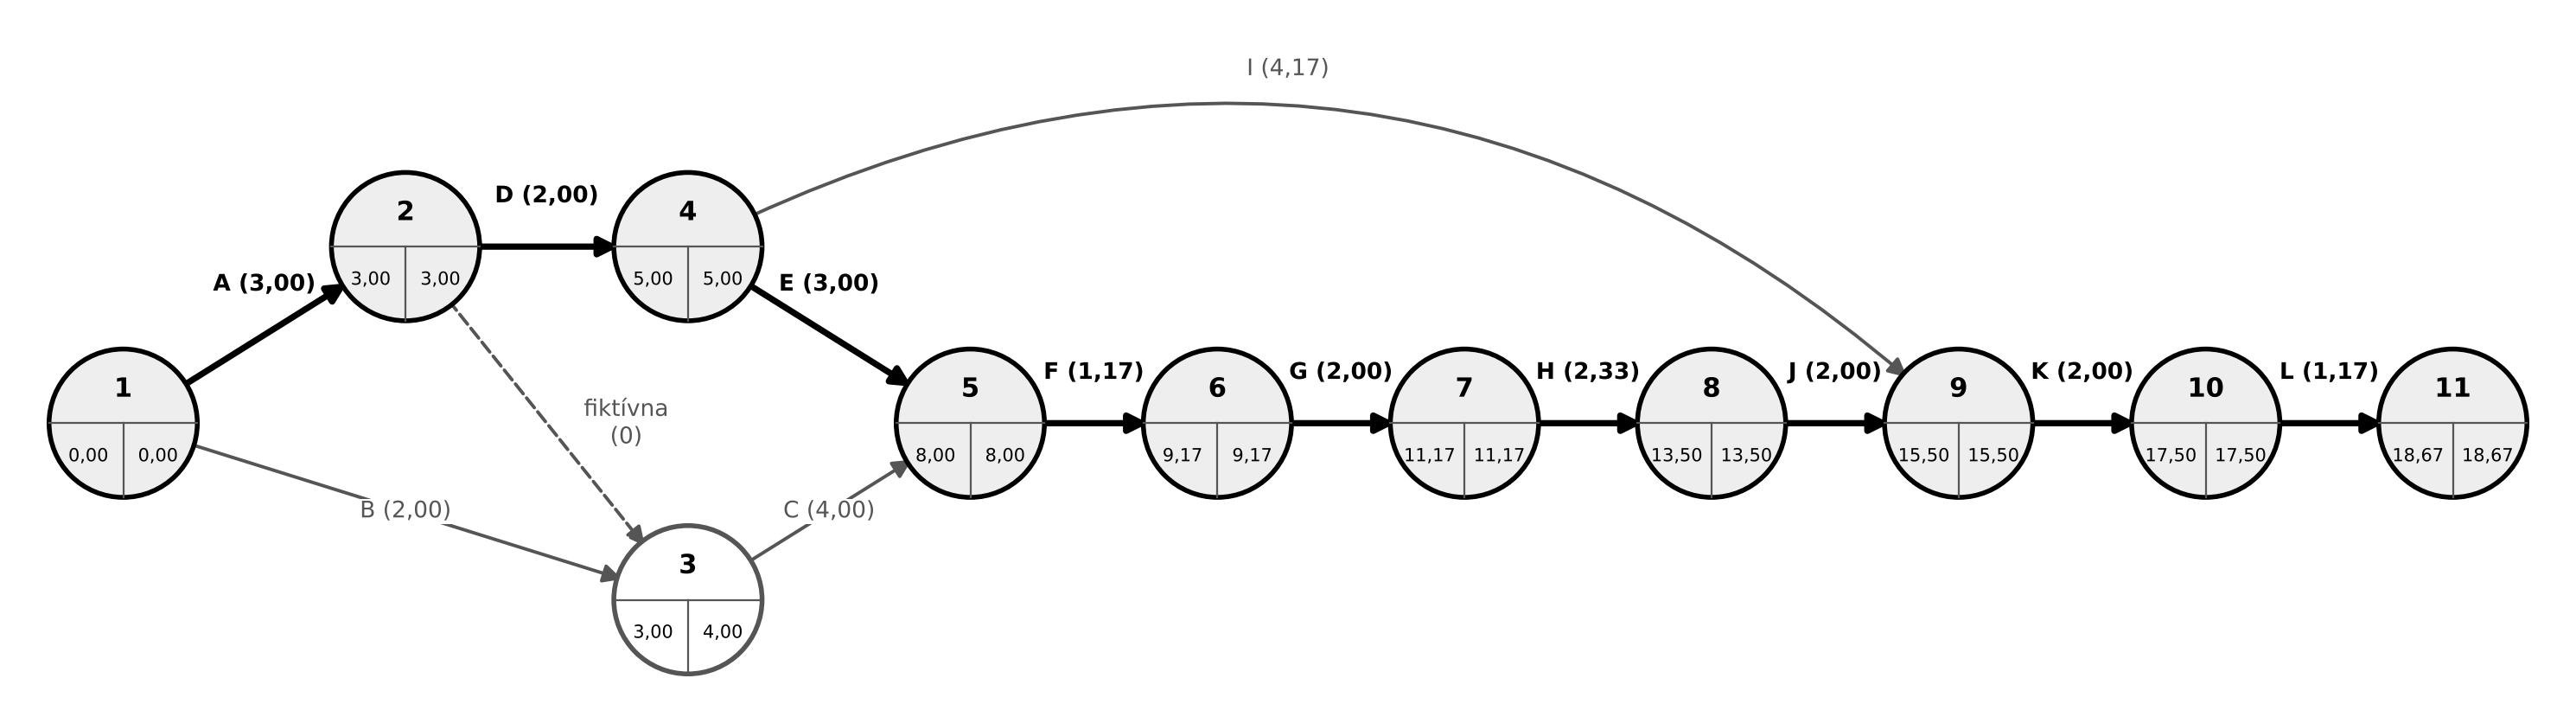 I (4,17)
2
D (2,00)
4
A (3,00)
3,00
3,00
5,00
5,00
E (3,00)
1
fiktívna
(0)
5
F (1,17)
6
G (2,00)
7
H (2,33)
8
J (2,00)
9
K (2,00)
10
L (1,17)
11
0,00
0,00
8,00
8,00
9,17
9,17
11,17
11,17
13,50
13,50
15,50
15,50
17,50
17,50
18,67
18,67
B (2,00)
C (4,00)
3
3,00
4,00